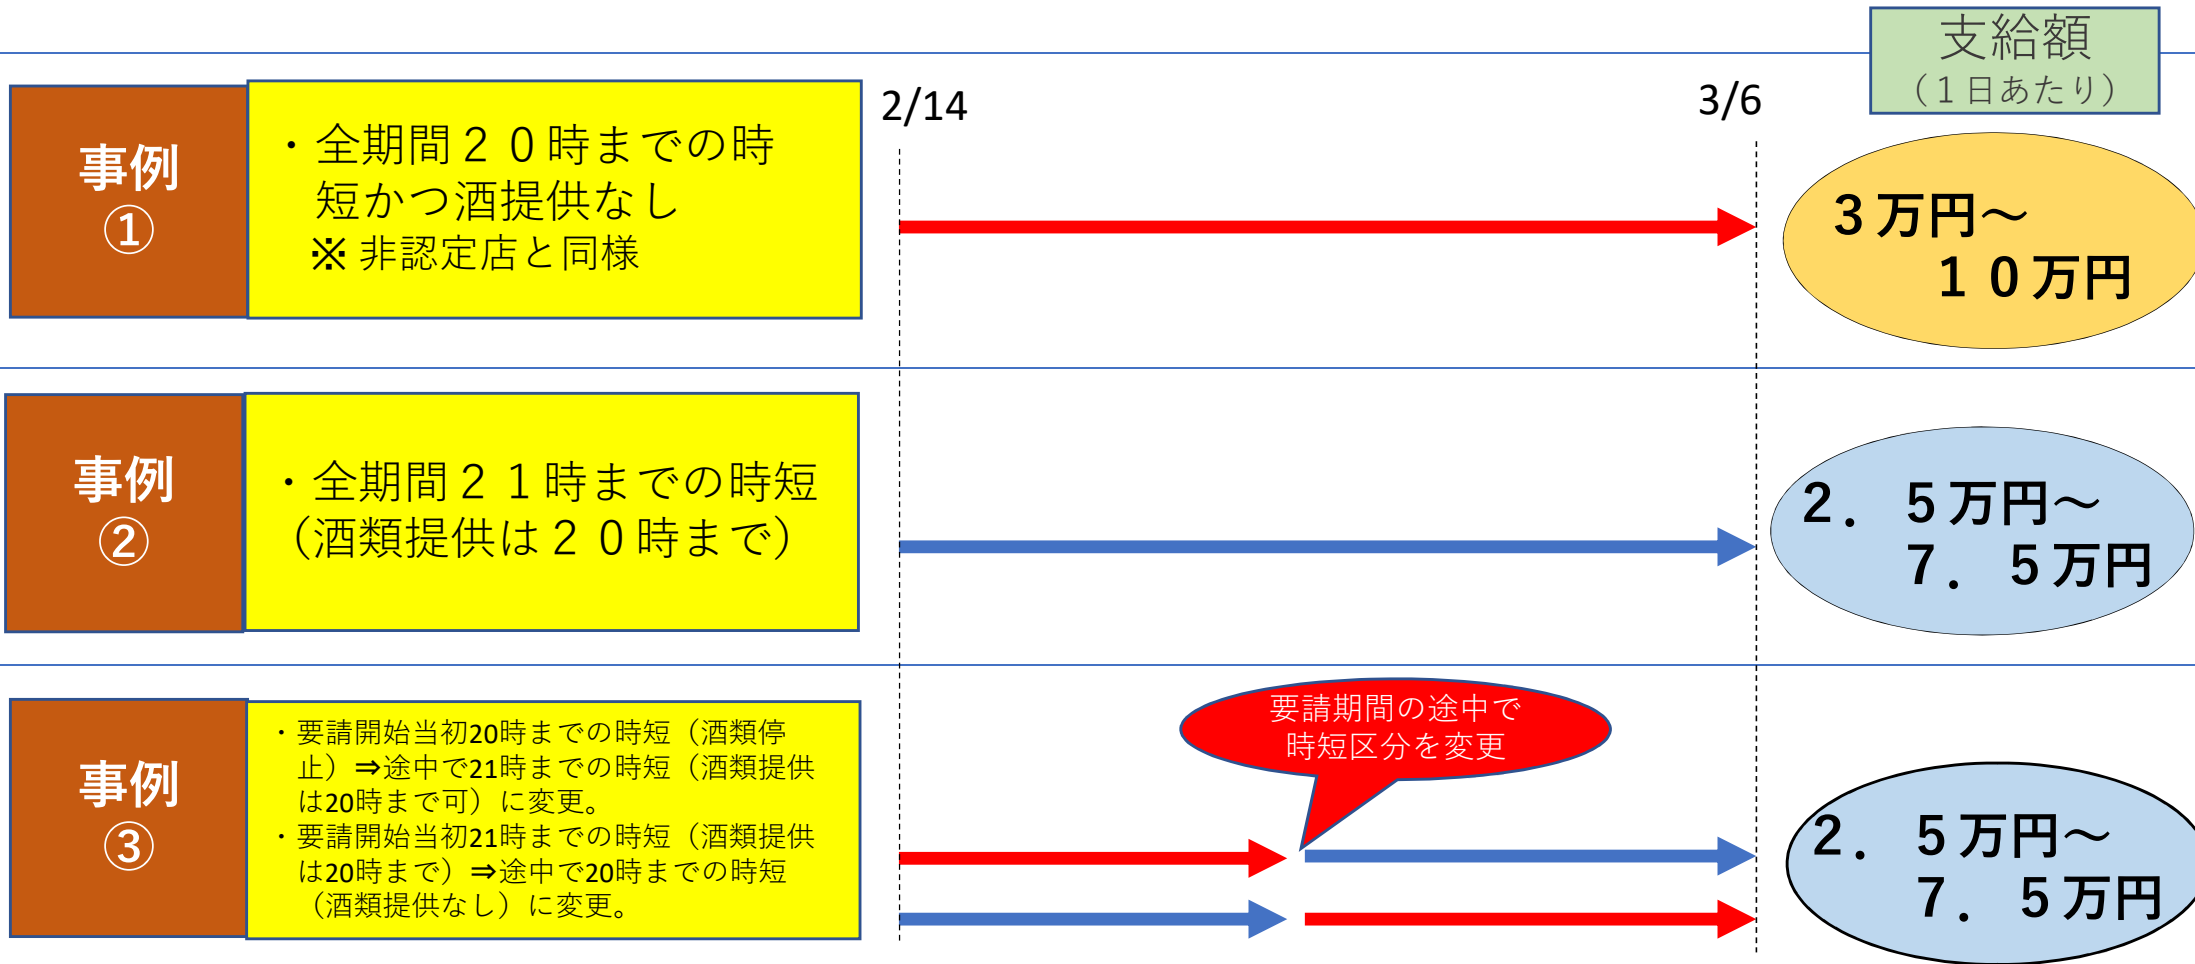 支給額
（１日あたり）
2/14
3/6
事例
①
・全期間２０時までの時
短かつ酒提供なし
※非認定店と同様
３万円～
１０万円
事例
②
・全期間２１時までの時短
（酒類提供は２０時まで）
２．５万円～
７．５万円
事例
③
・要請開始当初20時までの時短（酒類停
止）⇒途中で21時までの時短（酒類提供
は20時まで可）に変更。
・要請開始当初21時までの時短（酒類提供
は20時まで）⇒途中で20時までの時短
（酒類提供なし）に変更。
要請期間の途中で
時短区分を変更
２．５万円～
７．５万円